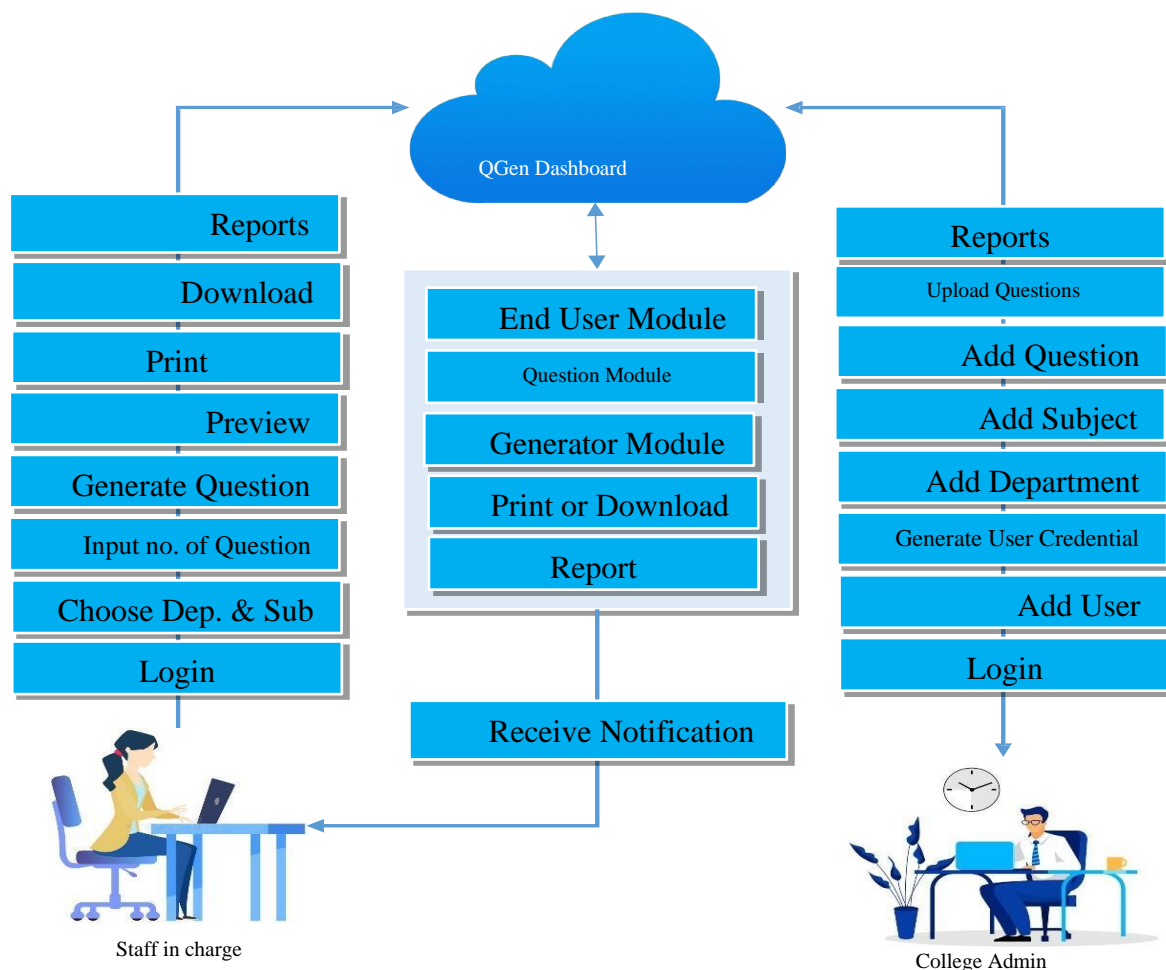 QGen Dashboard
Reports
Download
Print
Preview
Generate Question
Input no. of Question
Choose Dep. & Sub
Login
Staff in charge
End User Module
Question Module
Generator Module
Print or Download
Report
Receive Notification
Reports
Upload Questions
Add Question
Add Subject
Add Department
Generate User Credential
Add User
Login
College Admin